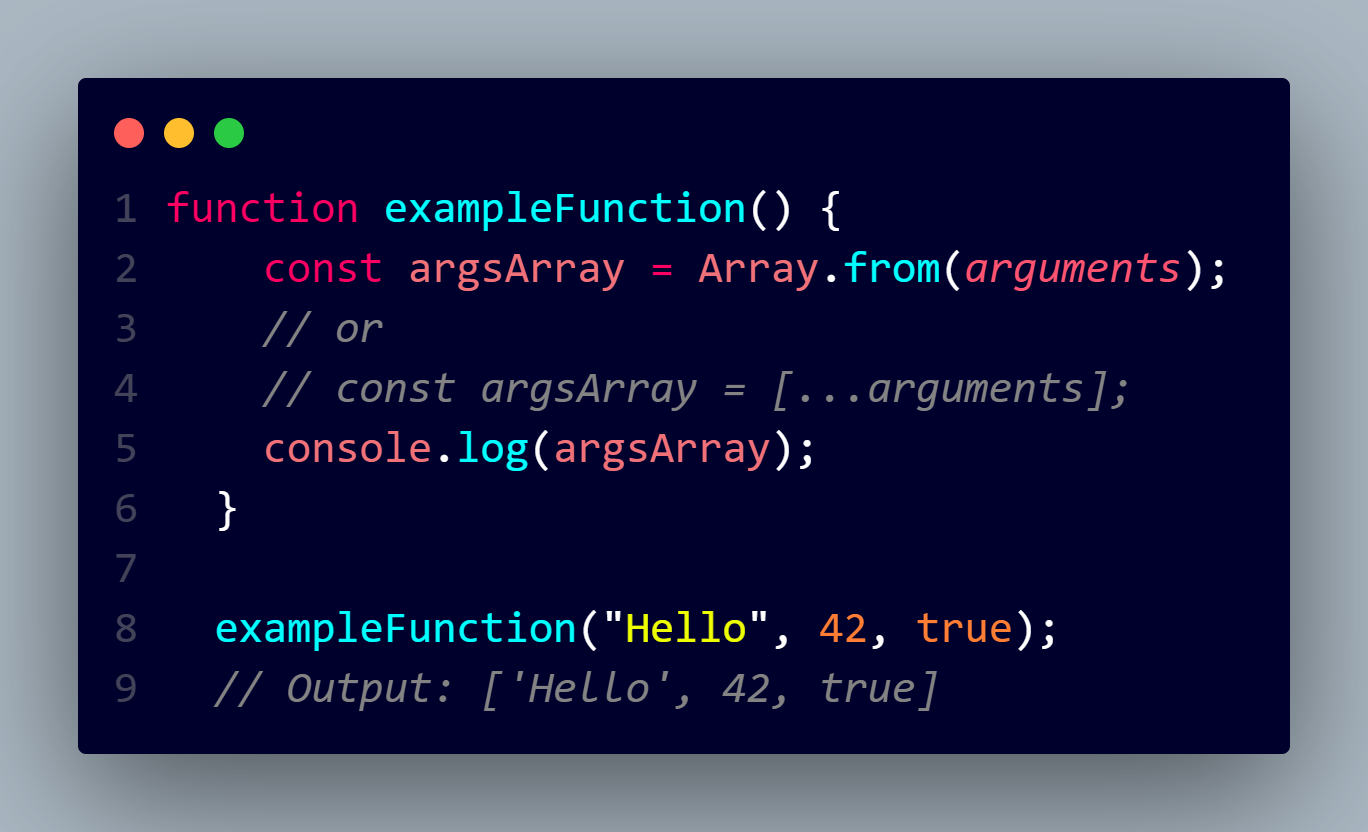 1 function exampleFunction() {
2     const argsArray = Array.from(arguments);
3     // or
4     // const argsArray = [...arguments];
5     console.log(argsArray);
6   }
7
8   exampleFunction("Hello", 42, true);
9   // Output: ['Hello', 42, true]